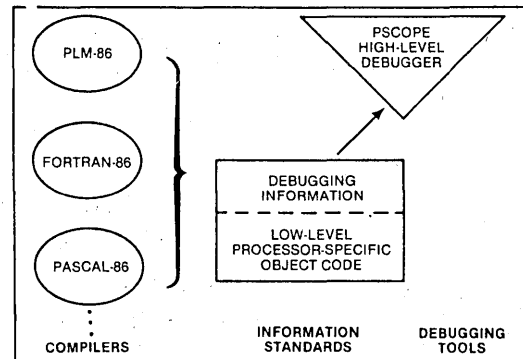 PLM-86
FORTRAN-86
PASCAL-86
COMPILERS
DEBUGGING
INFORMATION
LOW-LEVEL
PROCESSOR-SPECIFIC
OBJECT CODE
INFORMATION
STANDARDS
PSCOPE
HIGH-LEVEL
DEBUGGER
DEBUGGING
TOOLS